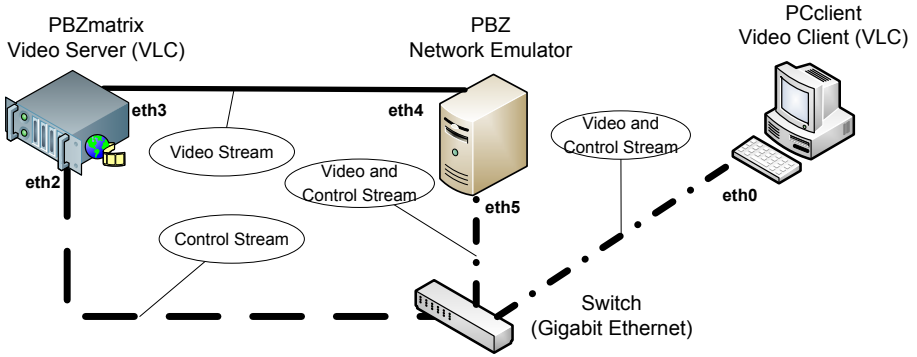 PBZmatrix
Video Server (VLC)
PBZ
Network Emulator
PCclient
Video Client (VLC)
eth3
eth4
Video Stream
Video and
Control Stream
Video and
Control Stream
eth2
eth5
eth0
Control Stream
Switch
(Gigabit Ethernet)